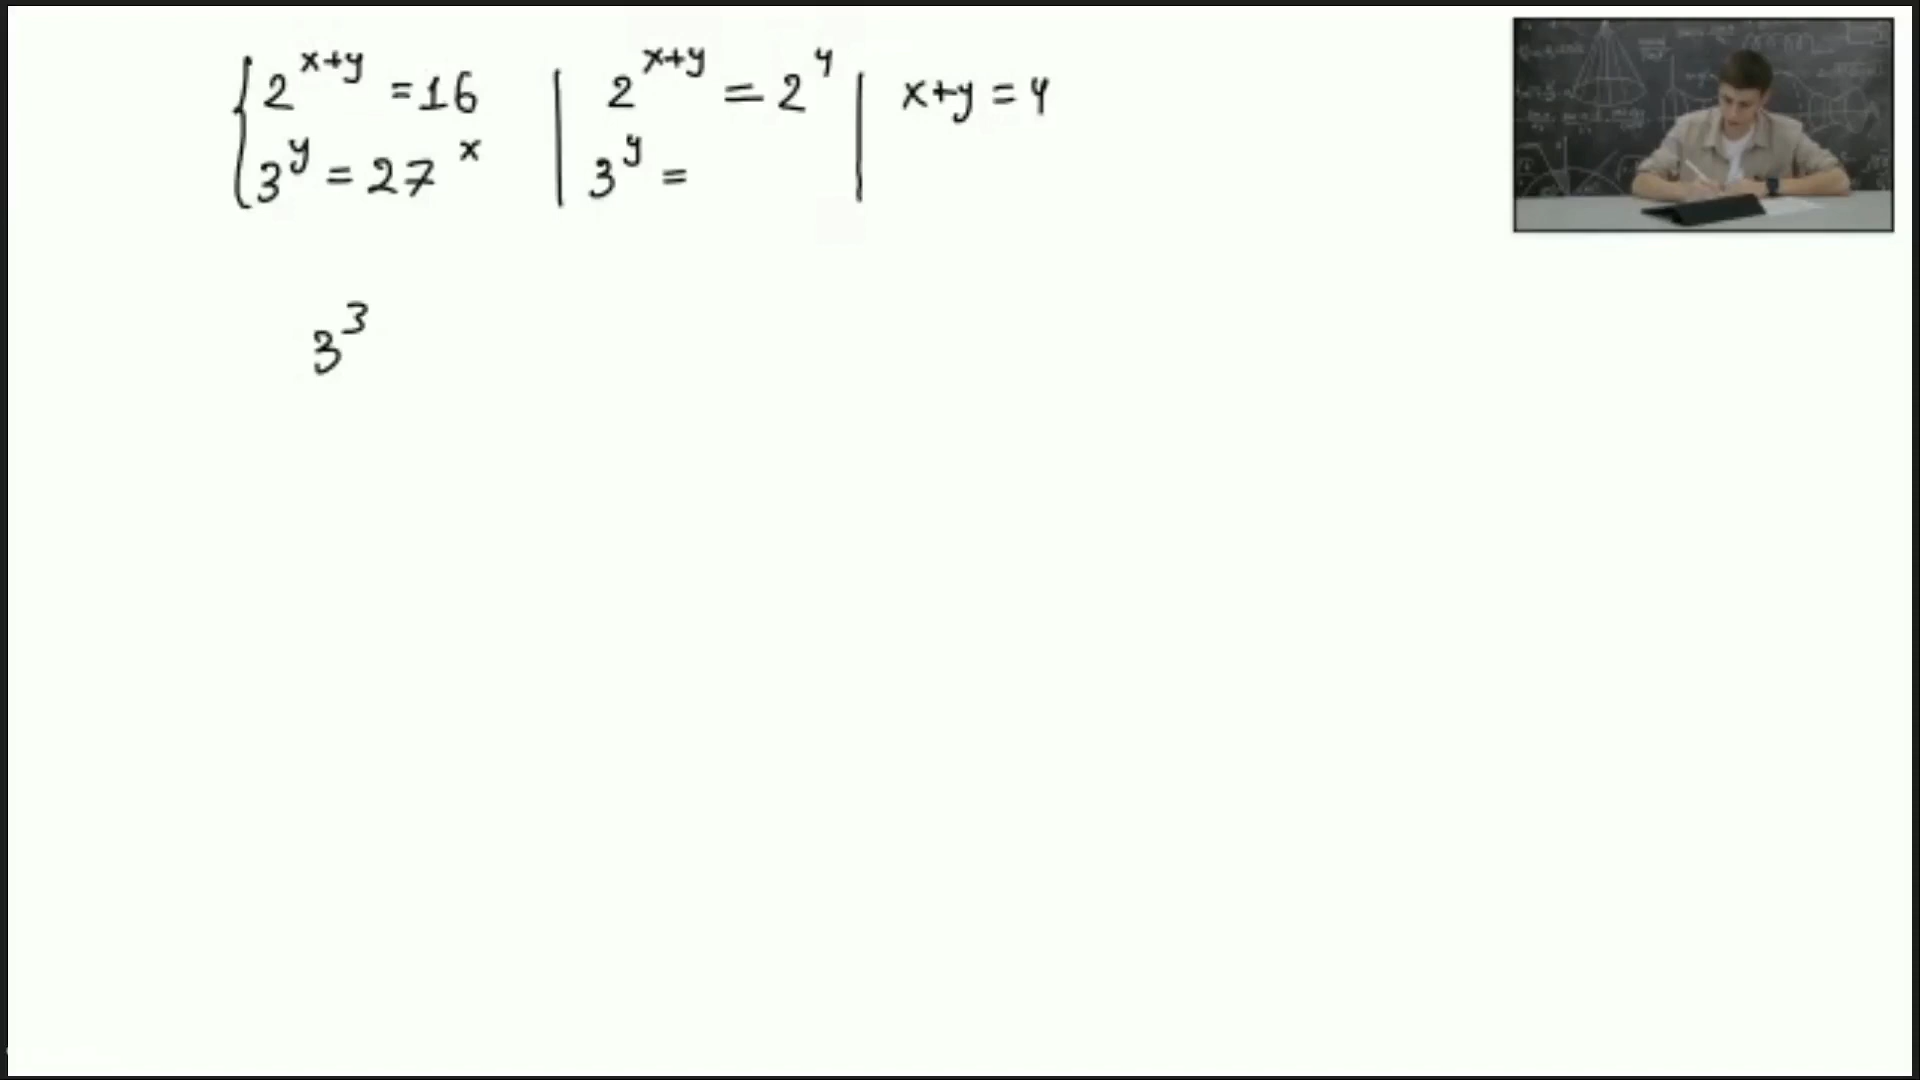 {2^{x+y} = 16 | 2^{x+y} = 2^4 | x+y = 4
3^y = 27^x | 3^y = |
3^3